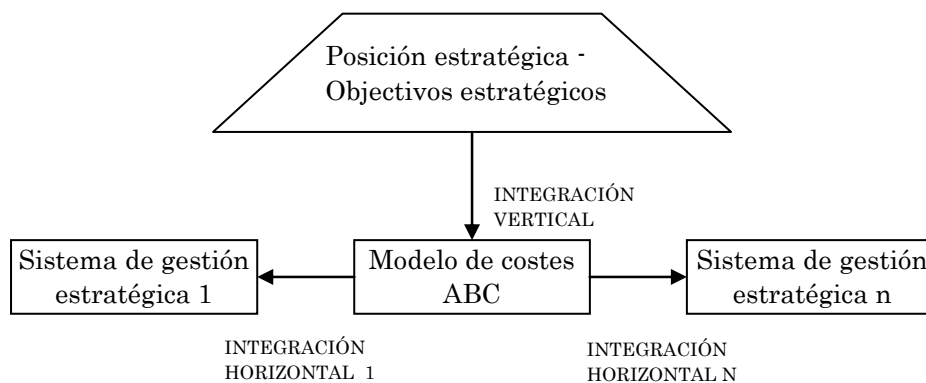 Posición estratégica -
Objectivos estratégicos
INTEGRACIÓN
VERTICAL
Sistema de gestión
estratégica 1
Modelo de costes
ABC
Sistema de gestión
estratégica n
INTEGRACIÓN
HORIZONTAL 1
INTEGRACIÓN
HORIZONTAL N